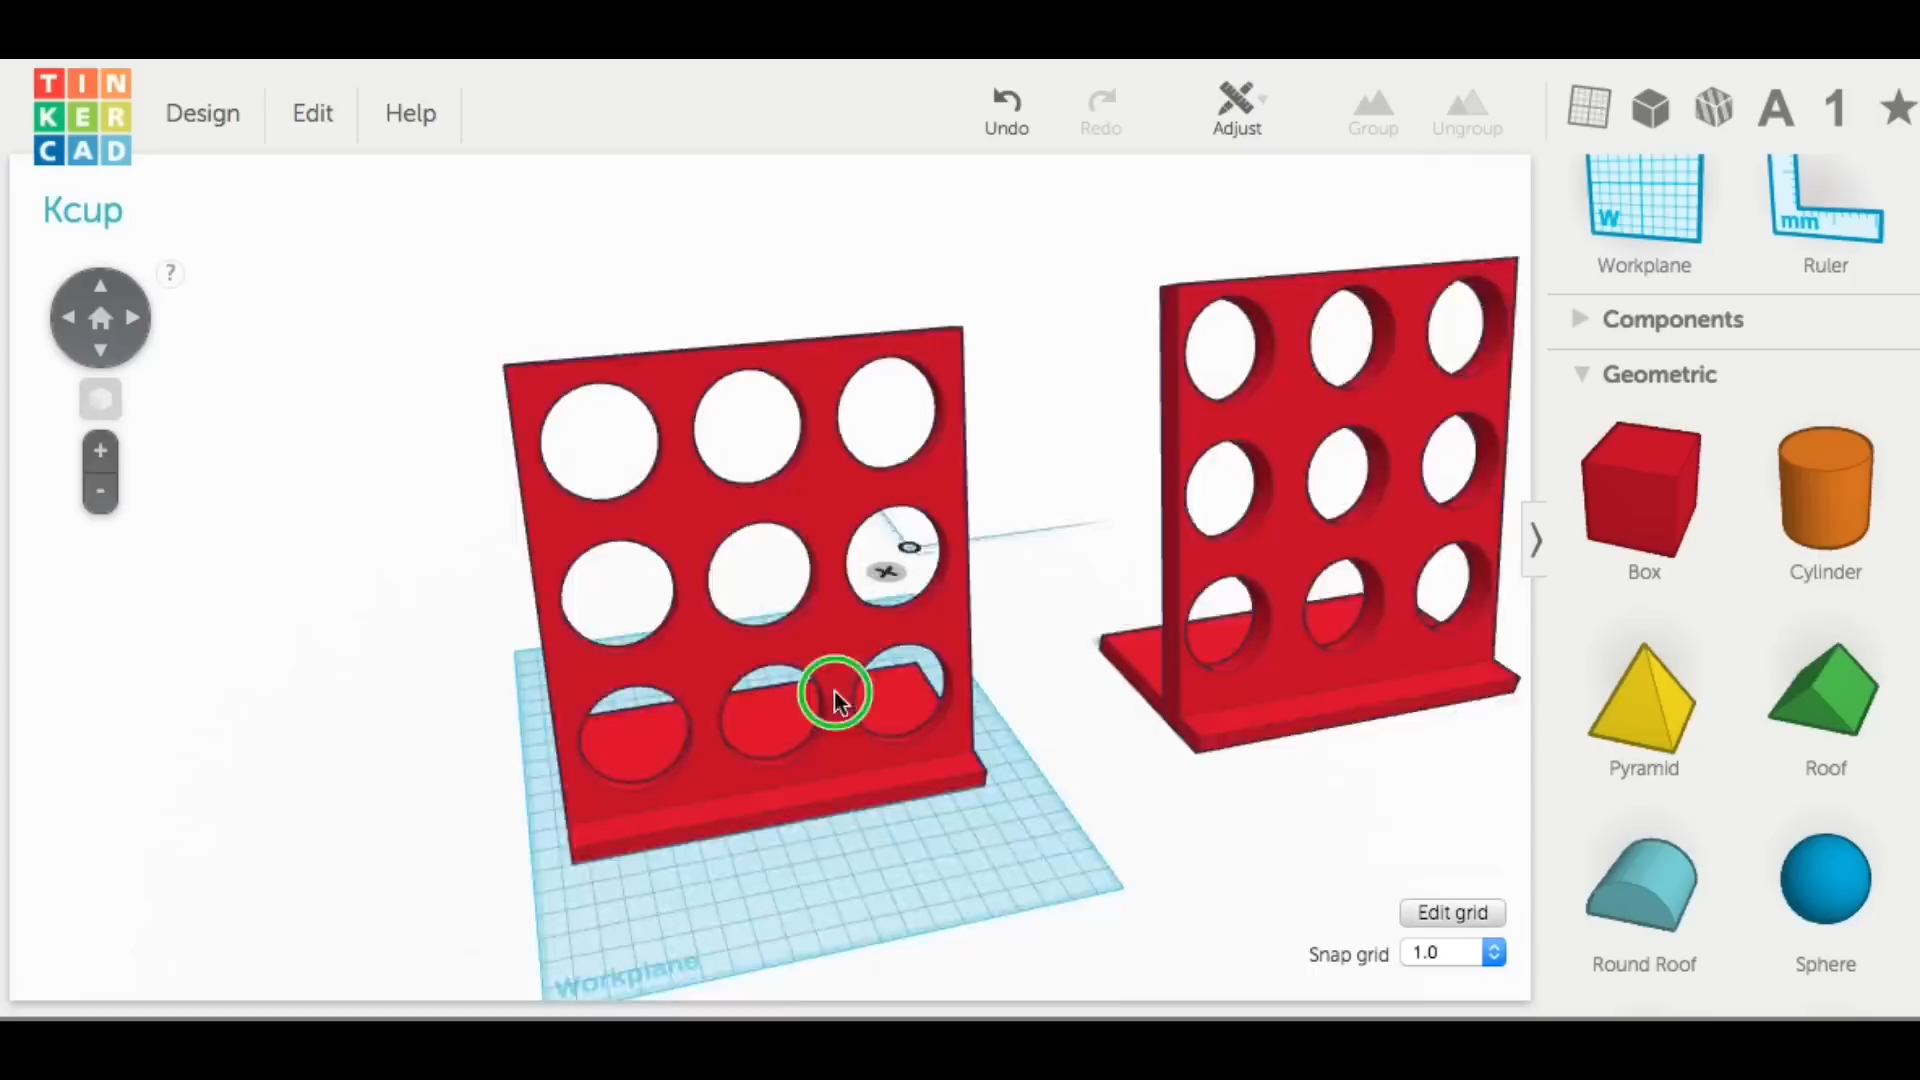 TIN
KER
CAD
Design
Edit
Help
Undo
Redo
Adjust
Group
Ungroup
A
1
Kcup
?
+
-
W
mm
Workplane
Ruler
Components
Geometric
Box
Cylinder
Pyramid
Roof
Round Roof
Sphere
Workplane
Edit grid
Snap grid 1.0